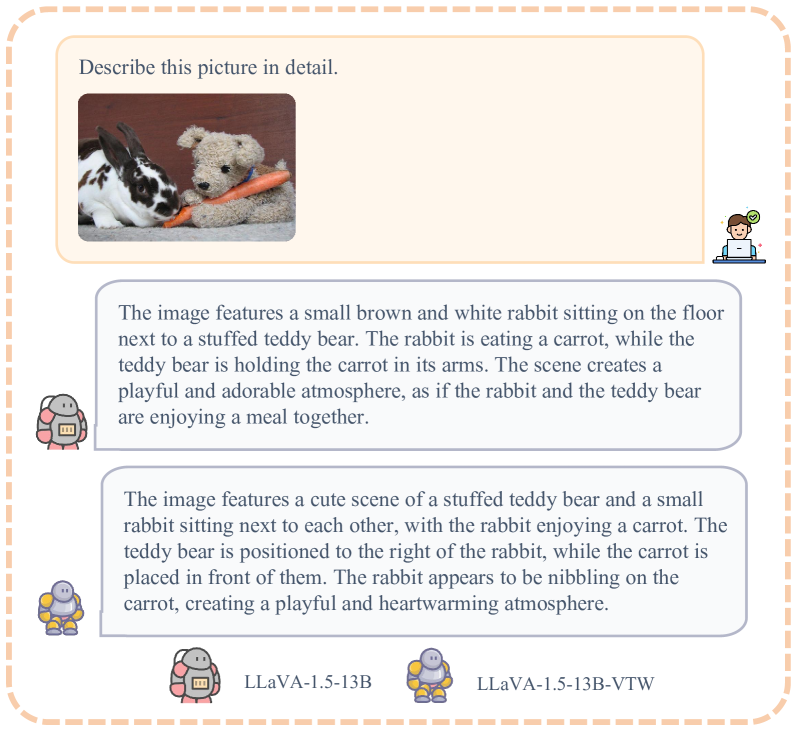 Describe this picture in detail.
The image features a small brown and white rabbit sitting on the floor
next to a stuffed teddy bear. The rabbit is eating a carrot, while the
teddy bear is holding the carrot in its arms. The scene creates a
playful and adorable atmosphere, as if the rabbit and the teddy bear
are enjoying a meal together.
The image features a cute scene of a stuffed teddy bear and a small
rabbit sitting next to each other, with the rabbit enjoying a carrot. The
teddy bear is positioned to the right of the rabbit, while the carrot is
placed in front of them. The rabbit appears to be nibbling on the
carrot, creating a playful and heartwarming atmosphere.
LLaVA-1.5-13B
LLaVA-1.5-13B-VTW